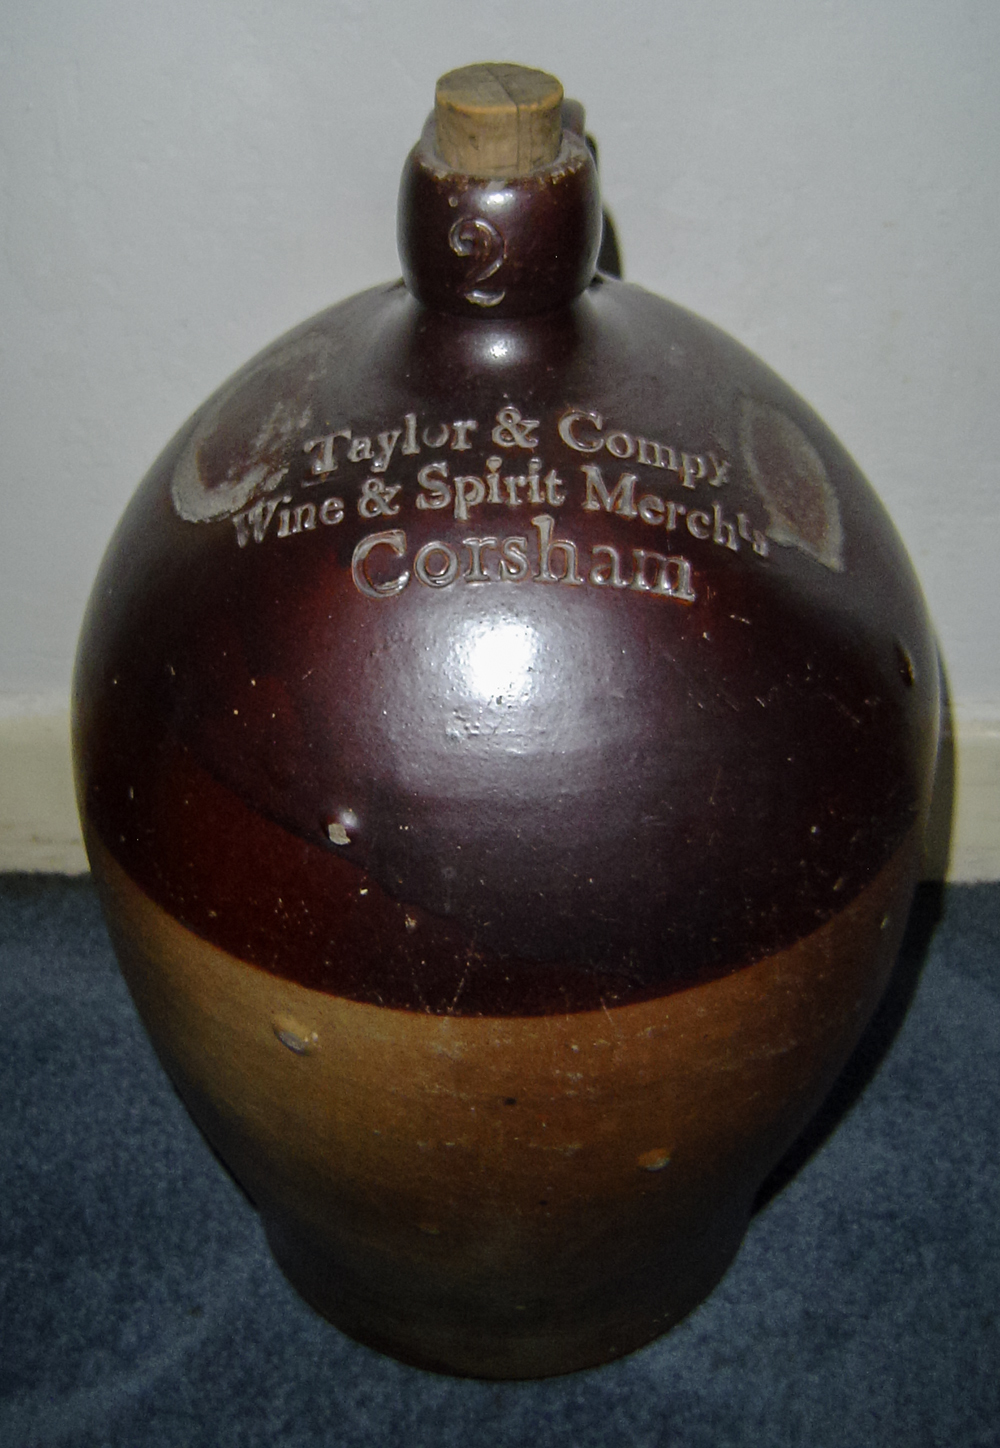 2
Taylor & Compy
Wine & Spirit Merchts
Corsham